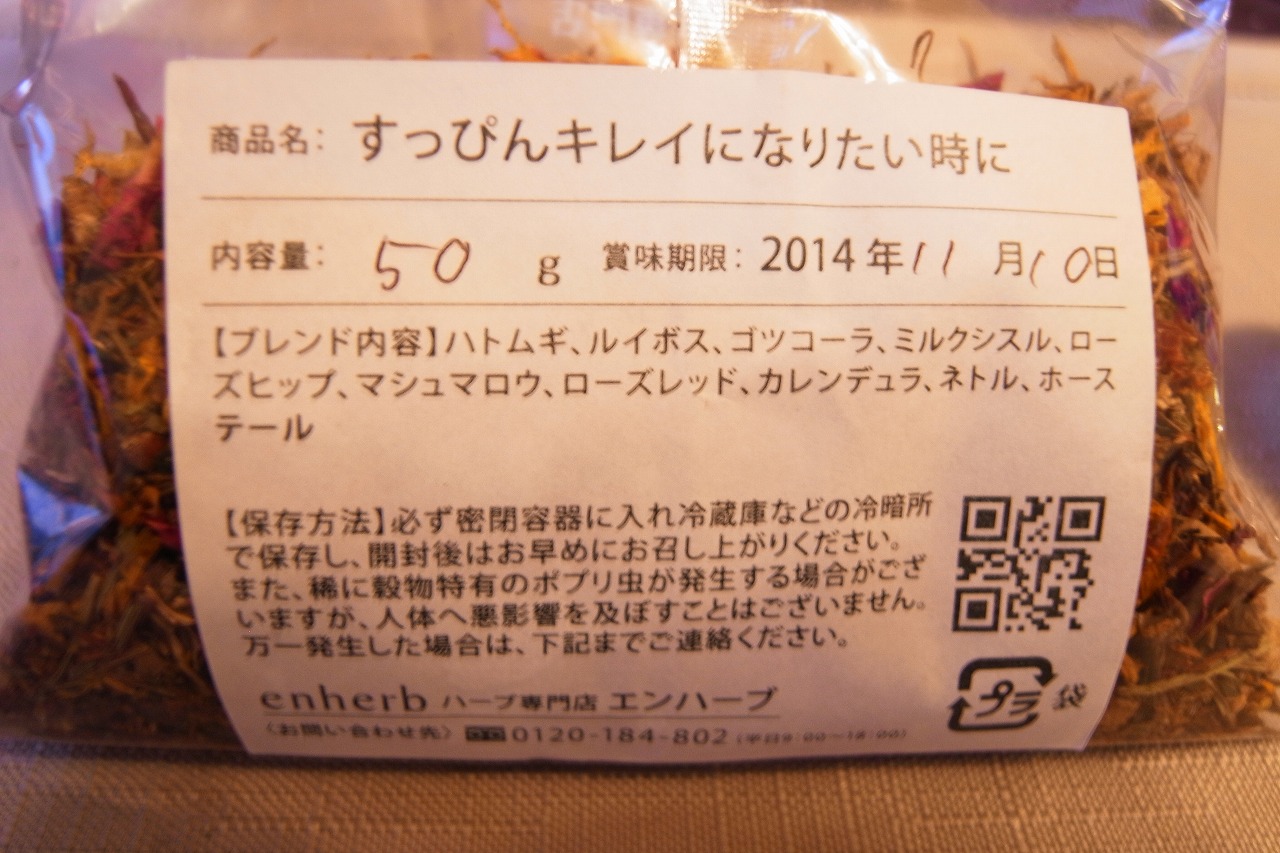 商品名: すっぴんキレイになりたい時に
内容量: 50 g 賞味期限: 2014年11月10日
【ブレンド内容】ハトムギ、ルイボス、ゴツコーラ、ミルクシスル、ロー
ズヒップ、マシュマロウ、ローズレッド、カレンデュラ、ネトル、ホース
テール
【保存方法】必ず密閉容器に入れ冷蔵庫などの冷暗所
で保存し、開封後はお早めにお召し上がりください。
また、稀に穀物特有のポプリ虫が発生する場合がござ
いますが、人体へ悪影響を及ぼすことはございません。
万一発生した場合は、下記までご連絡ください。
プラ 袋
enherb ハーブ専門店 エンハーブ
〈お問い合わせ先〉 0120-184-802 (平日9:00〜18:00)